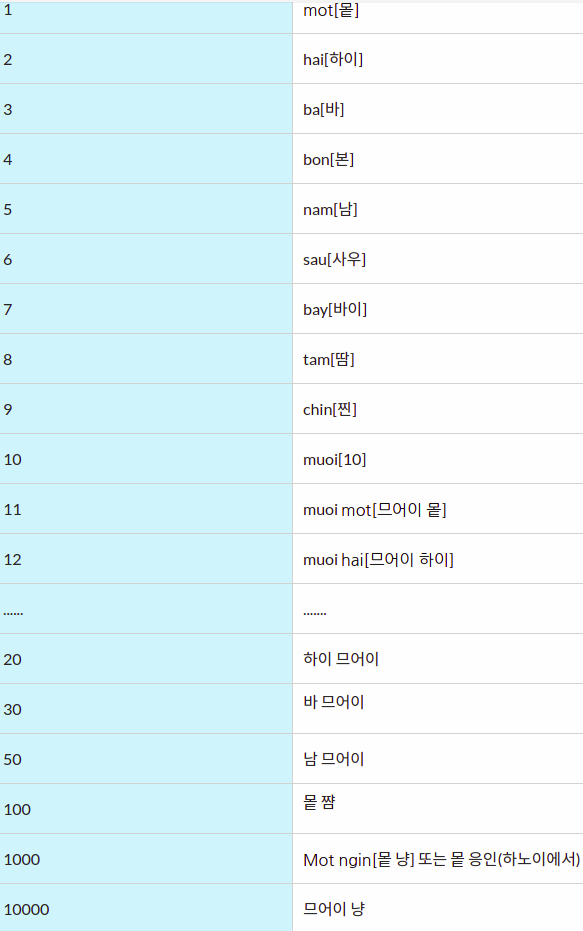 1 mot[몯]
2 hai[하이]
3 ba[바]
4 bon[본]
5 nam[남]
6 sau[사우]
7 bay[바이]
8 tam[땀]
9 chin[찐]
10 muoi[10]
11 muoi mot[므어이 몯]
12 muoi hai[므어이 하이]
...... .......
20 하이 므어이
30 바 므어이
50 남 므어이
100 몯 쨤
1000 Mot ngin[몯 냥] 또는 몯 응인(하노이에서)
10000 므어이 냥